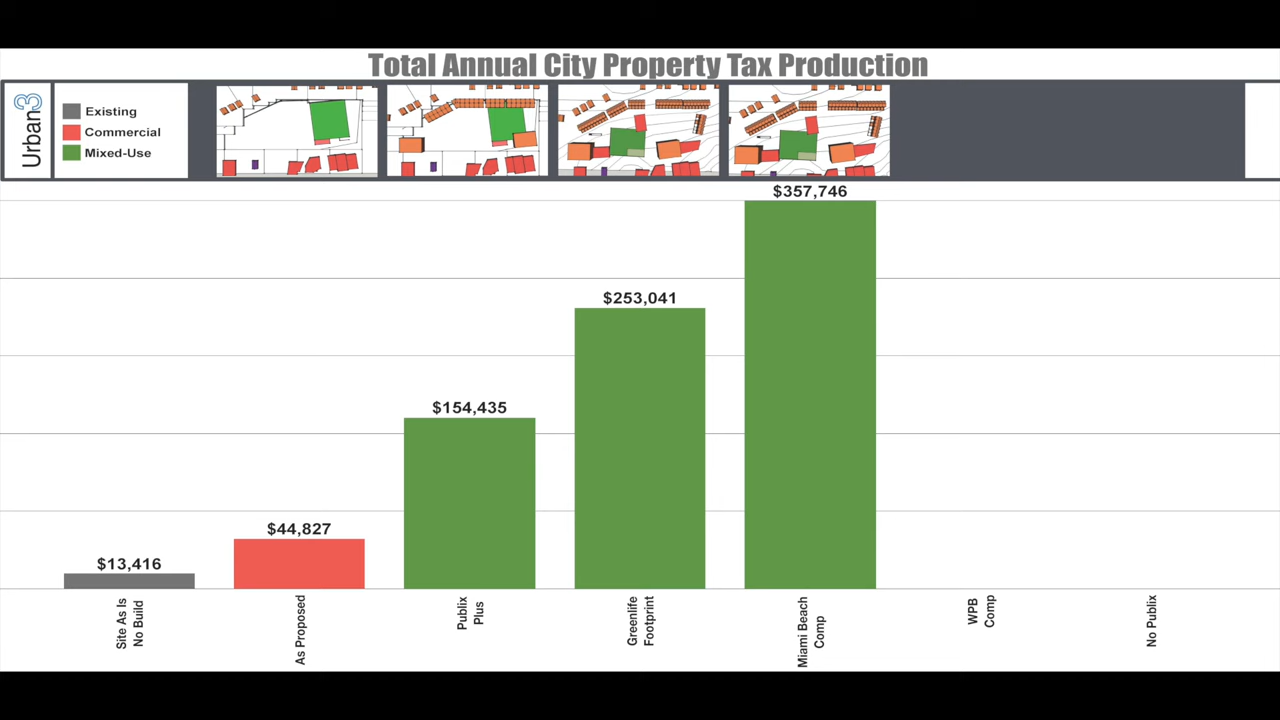 Total Annual City Property Tax Production
Urban3
Existing
Commercial
Mixed-Use
$13,416
$44,827
$154,435
$253,041
$357,746
Site As Is
No Build
As Proposed
Publix
Plus
Greenlife
Footprint
Miami Beach
Comp
WPB
Comp
No Publix